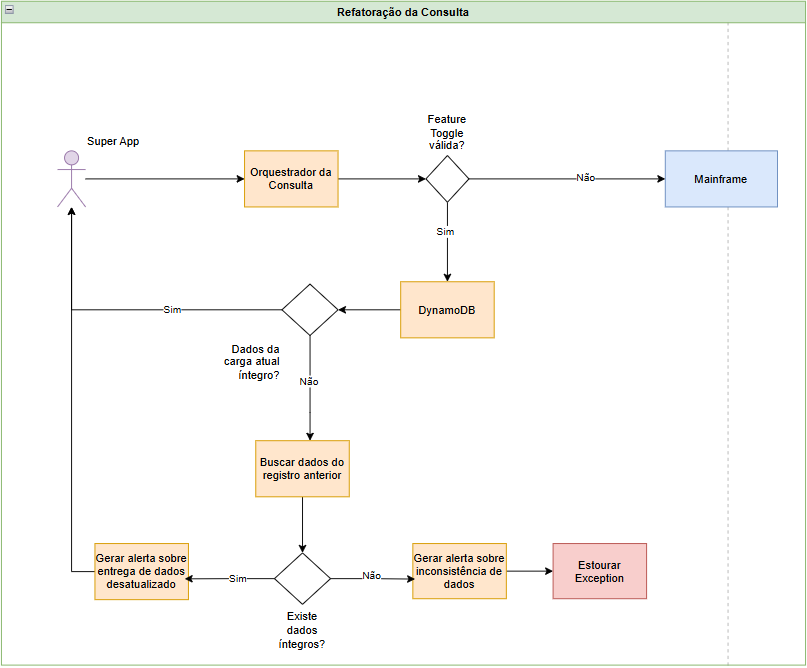 Refatoração da Consulta
Feature
Toggle
válida?
Super App
Orquestrador da
Consulta
Não
Mainframe
Sim
DynamoDB
Sim
Dados da
carga atual
íntegro?
Não
Buscar dados do
registro anterior
Gerar alerta sobre
entrega de dados
desatualizado
Sim
Não
Gerar alerta sobre
inconsistência de
dados
Estourar
Exception
Existe
dados
íntegros?